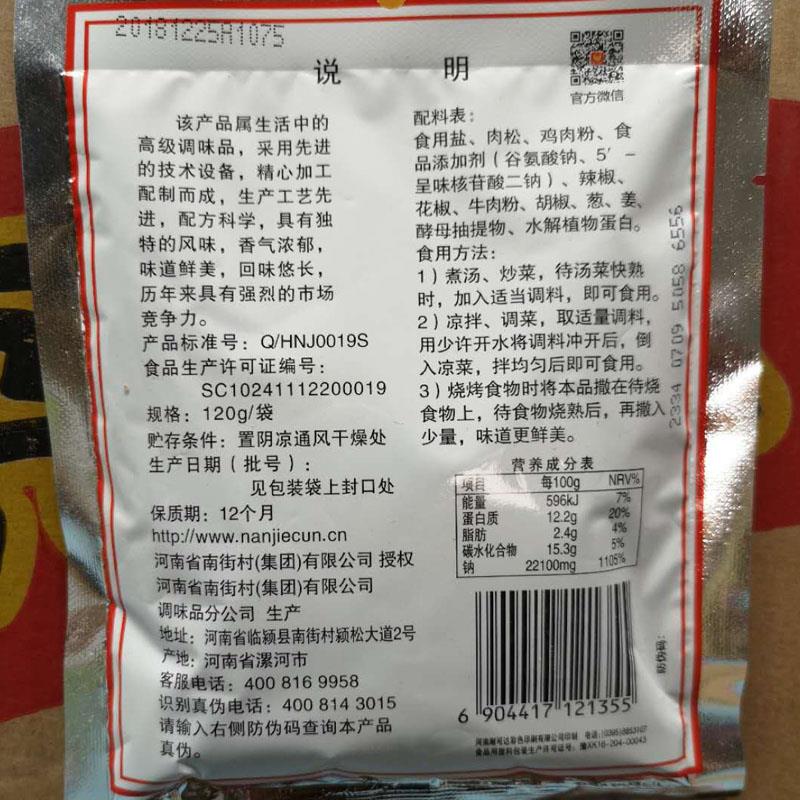 20181225A1075
说 明
官方微信
该产品属生活中的
高级调味品，采用先进
的技术设备，精心加工
配制而成，生产工艺先
进，配方科学，具有独
特的风味，香气浓郁，
味道鲜美，回味悠长，
历年来具有强烈的市场
竞争力。
产品标准号：Q/HNJ0019S
食品生产许可证编号：
SC10241112200019
规格：120g/袋
贮存条件：置阴凉通风干燥处
生产日期（批号）：
见包装袋上封口处
保质期：12个月
http://www.nanjiecun.cn
河南省南街村(集团)有限公司 授权
河南省南街村(集团)有限公司
调味品分公司 生产
地址：河南省临颍县南街村颍松大道2号
产地：河南省漯河市
客服电话：400 816 9958
识别真伪电话：400 814 3015
请输入右侧防伪码查询本产品
真伪。
配料表：
食用盐、肉松、鸡肉粉、食
品添加剂（谷氨酸钠、5′－
呈味核苷酸二钠）、辣椒、
花椒、牛肉粉、胡椒、葱、姜、
酵母抽提物、水解植物蛋白。
食用方法：
1）煮汤、炒菜，待汤菜快熟
时，加入适当调料，即可食用。
2）凉拌、调菜，取适量调料，
用少许开水将调料冲开后，倒
入凉菜，拌均匀后即可食用。
3）烧烤食物时将本品撒在待烧
食物上，待食物烧熟后，再撒入
少量，味道更鲜美。
营养成分表
项目 每100g NRV%
能量 596kJ 7%
蛋白质 12.2g 20%
脂肪 2.4g 4%
碳水化合物 15.3g 5%
钠 22100mg 1105%
6 904417 121355
防伪码：
2334 0709 5058 6556